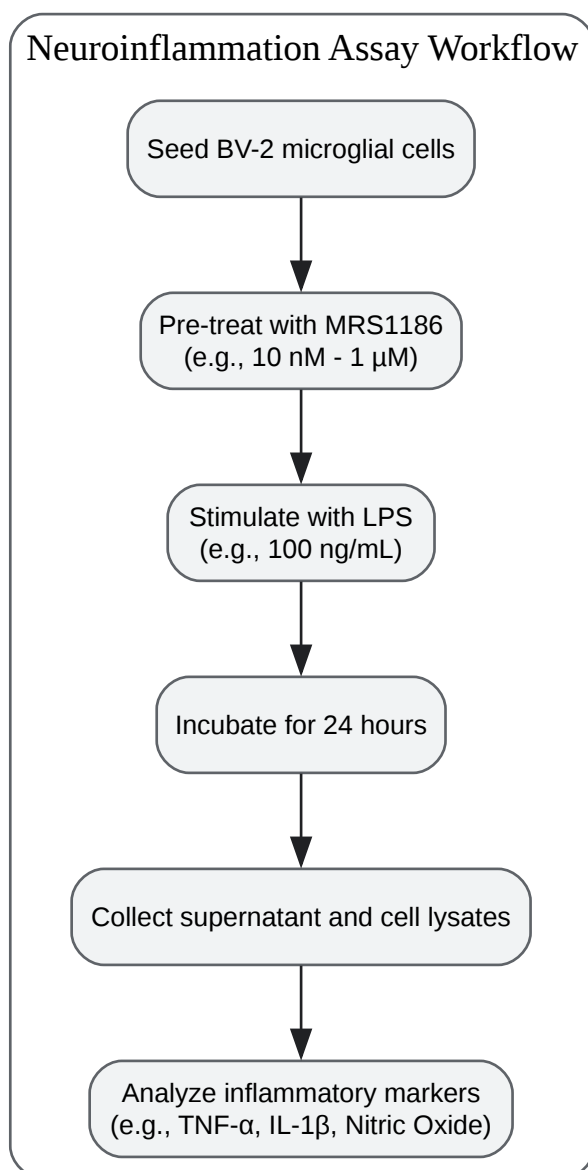 Neuroinflammation Assay Workflow
Seed BV-2 microglial cells
Pre-treat with MRS1186
(e.g., 10 nM - 1 µM)
Stimulate with LPS
(e.g., 100 ng/mL)
Incubate for 24 hours
Collect supernatant and cell lysates
Analyze inflammatory markers
(e.g., TNF-α, IL-1β, Nitric Oxide)